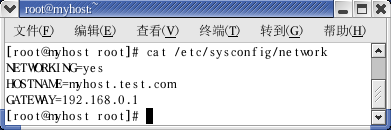 root@myhost:~
文件(F) 编辑(E) 查看(V) 终端(T) 转到(G) 帮助(H)
[root@myhost root]# cat /etc/sysconfig/network
NETWORKING=yes
HOSTNAME=myhost.test.com
GATEWAY=192.168.0.1
[root@myhost root]#